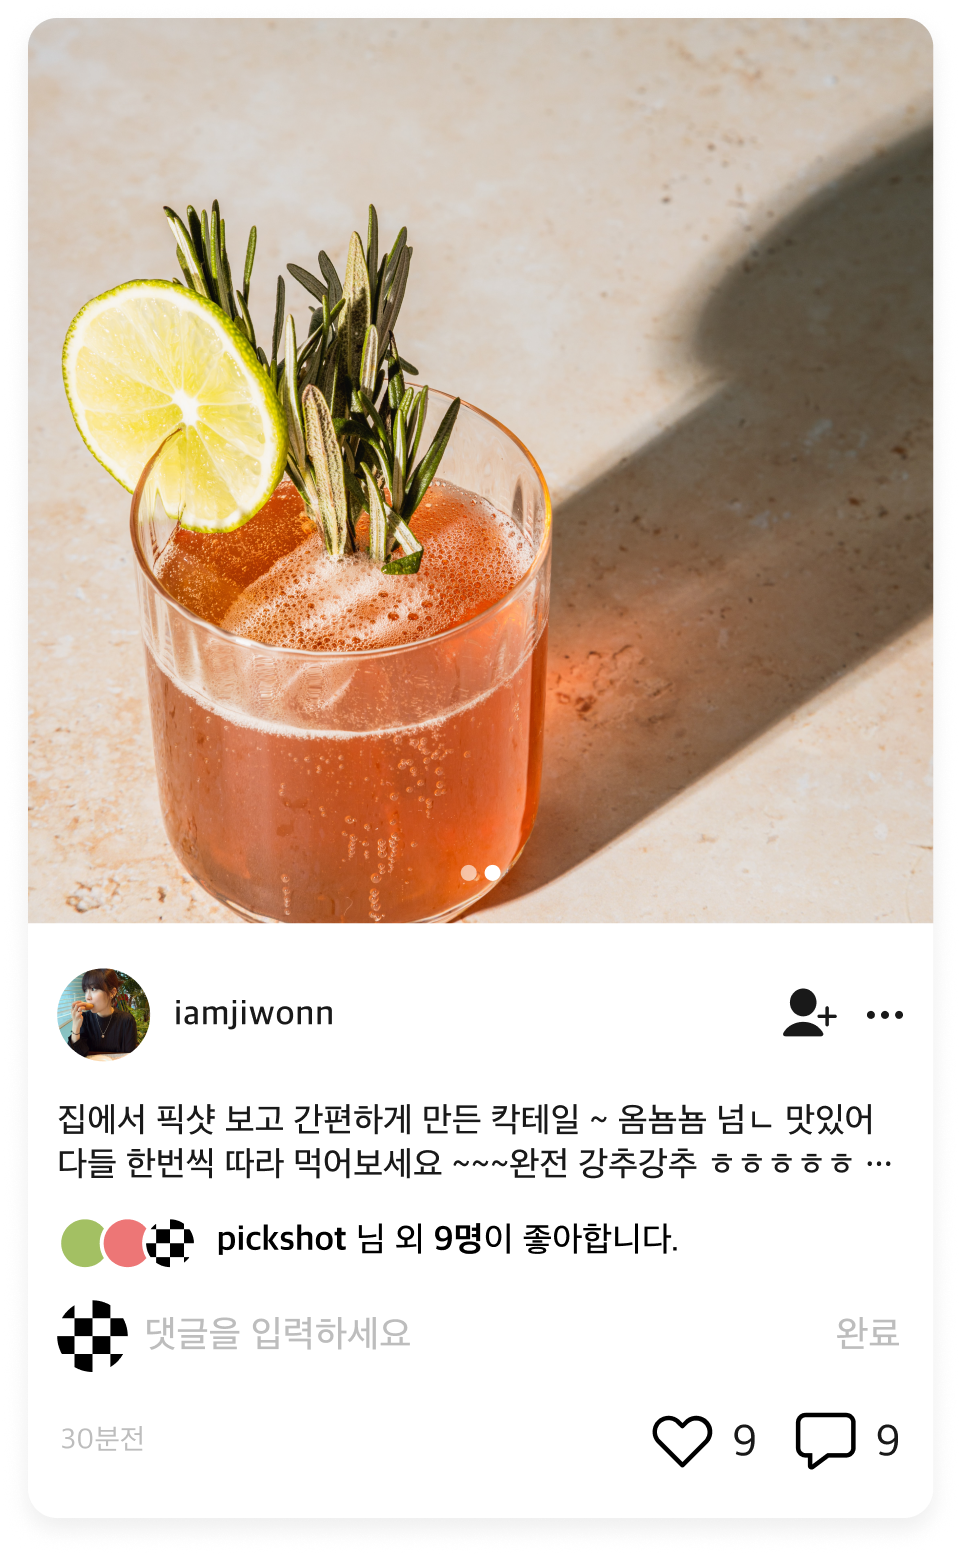 iamjiwonn
집에서 픽샷 보고 간편하게 만든 칵테일 ~ 옴뇸뇸 넘ㄴ 맛있어
다들 한번씩 따라 먹어보세요 ~~~완전 강추강추 ㅎㅎㅎㅎㅎ ...
pickshot 님 외 9명이 좋아합니다.
댓글을 입력하세요 완료
30분전 9 9